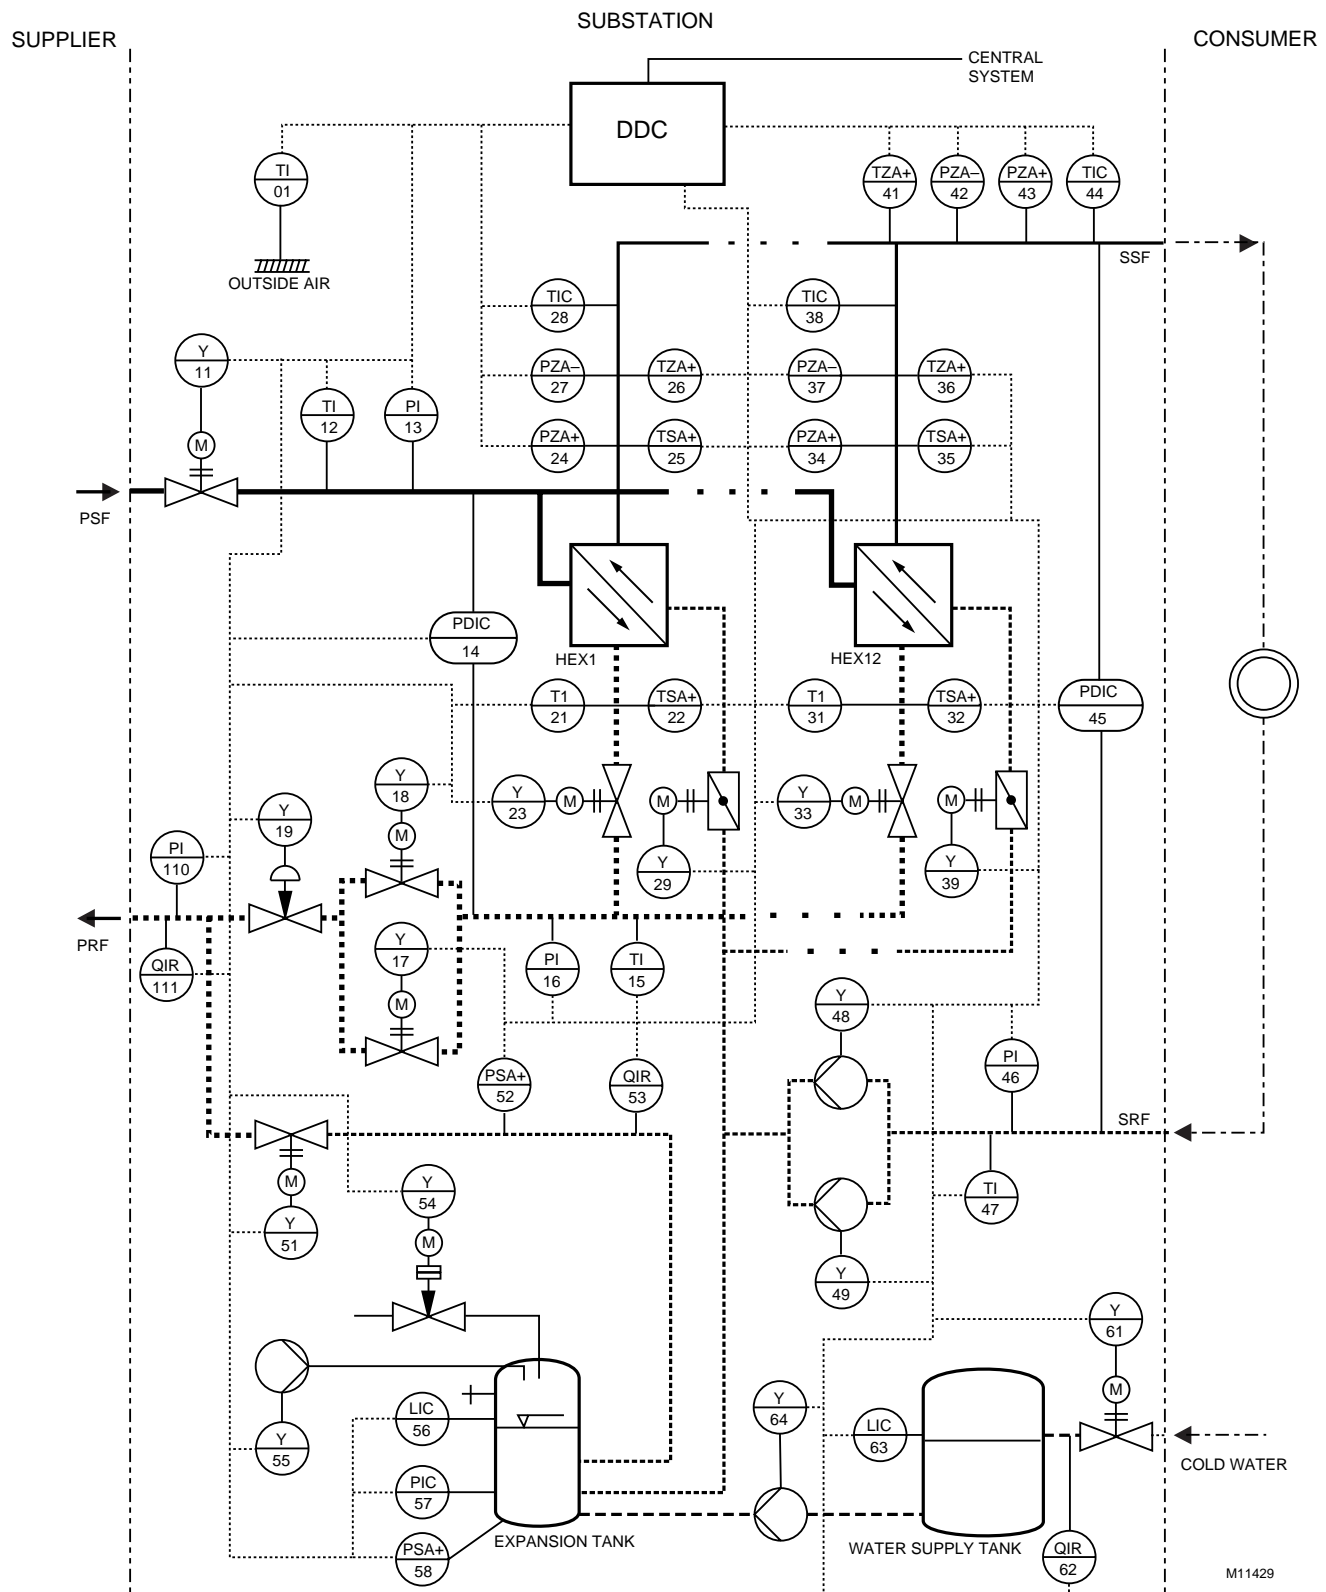 SUBSTATION
SUPPLIER
CONSUMER
CENTRAL
SYSTEM
DDC
TI
01
OUTSIDE AIR
TZA+
41
PZA–
42
PZA+
43
TIC
44
SSF
TIC
28
TIC
38
Y
11
PZA–
27
TZA+
26
PZA–
37
TZA+
36
TI
12
PI
13
PZA+
24
TSA+
25
PZA+
34
TSA+
35
M
PSF
PDIC
14
HEX1
HEX12
T1
21
TSA+
22
T1
31
TSA+
32
PDIC
45
Y
18
Y
23
M
M
Y
33
M
M
Y
19
M
PI
110
Y
29
Y
39
PRF
Y
17
QIR
111
PI
16
TI
15
M
Y
48
PSA+
52
QIR
53
PI
46
SRF
M
Y
54
TI
47
Y
51
M
Y
49
Y
61
M
LIC
56
Y
64
LIC
63
Y
55
COLD WATER
PIC
57
EXPANSION TANK
WATER SUPPLY TANK
PSA+
58
QIR
62
M11429